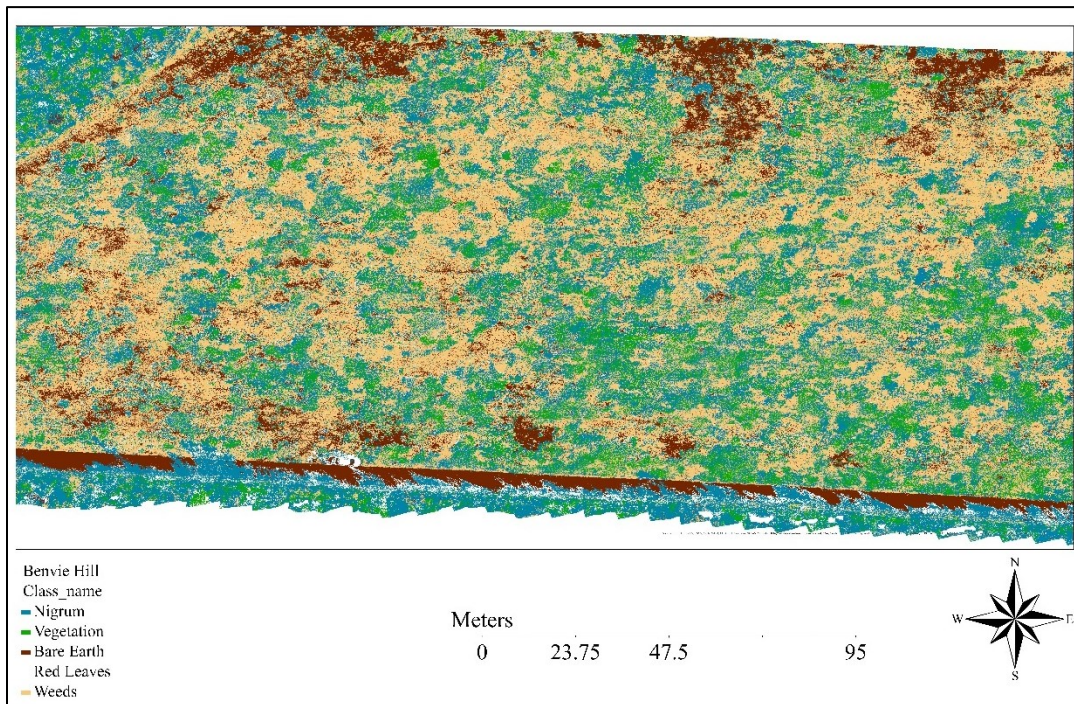 Benvie Hill
Class_name
Nigrum
Vegetation
Bare Earth
Red Leaves
Weeds
Meters
0 23.75 47.5 95
N
W E
S